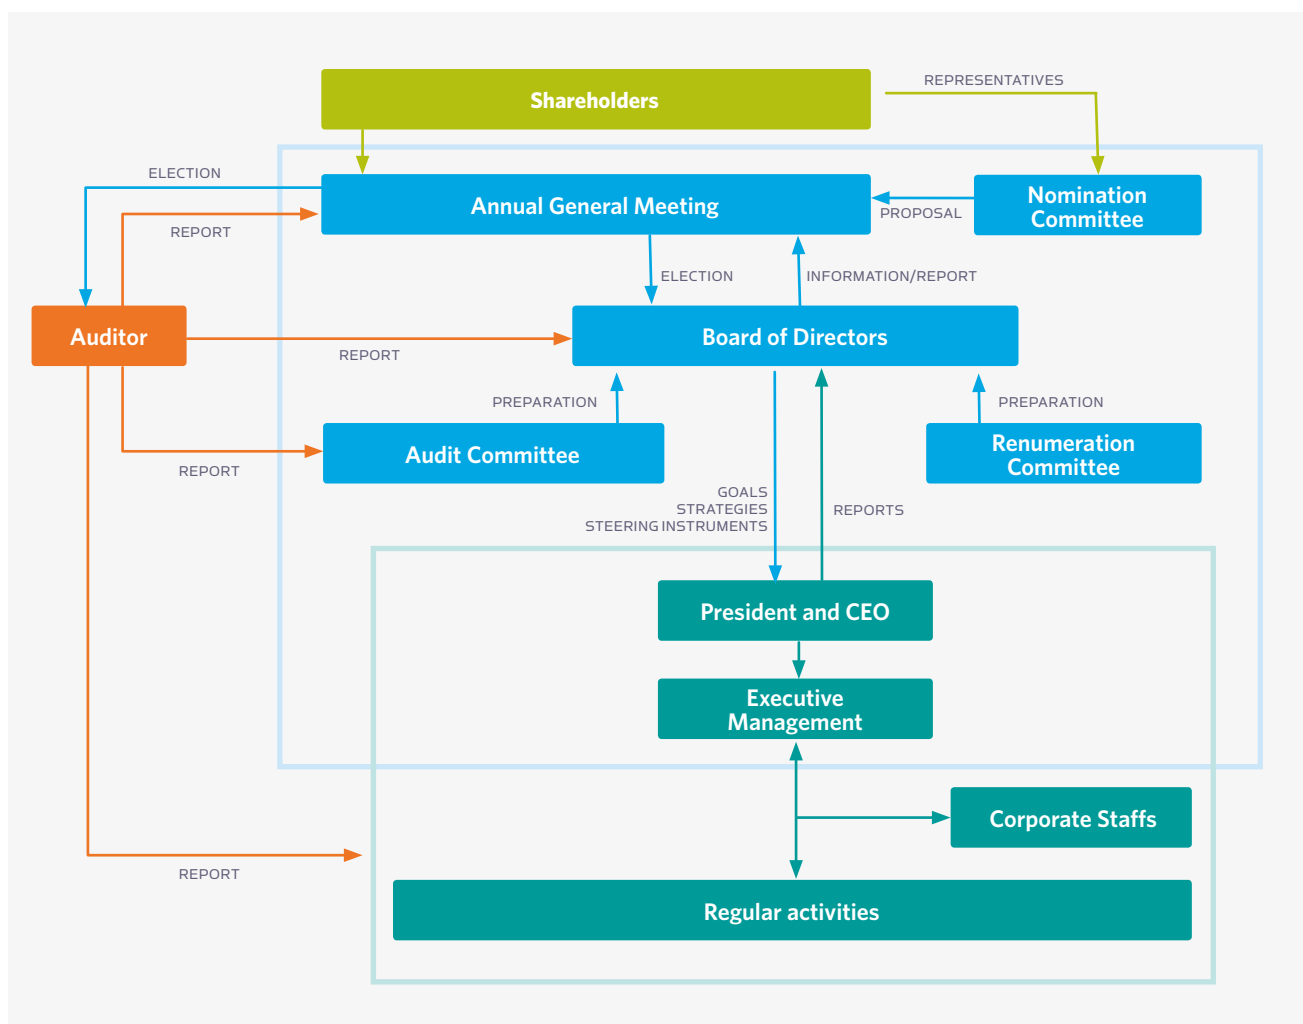 Shareholders
REPRESENTATIVES
ELECTION
Annual General Meeting
PROPOSAL
Nomination
Committee
REPORT
ELECTION
INFORMATION/REPORT
Auditor
REPORT
Board of Directors
PREPARATION
PREPARATION
Audit Committee
Renumeration
Committee
REPORT
GOALS
STRATEGIES
STEERING INSTRUMENTS
REPORTS
President and CEO
Executive
Management
Corporate Staffs
REPORT
Regular activities